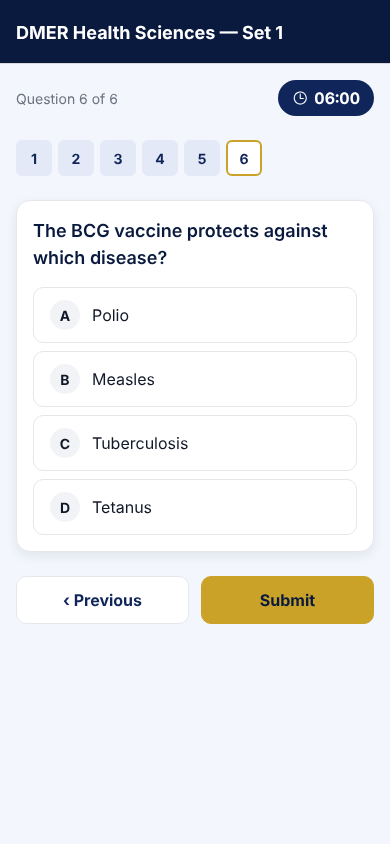 DMER Health Sciences — Set 1
Question 6 of 6
06:00
1 2 3 4 5 6
The BCG vaccine protects against
which disease?
A Polio
B Measles
C Tuberculosis
D Tetanus
‹ Previous
Submit